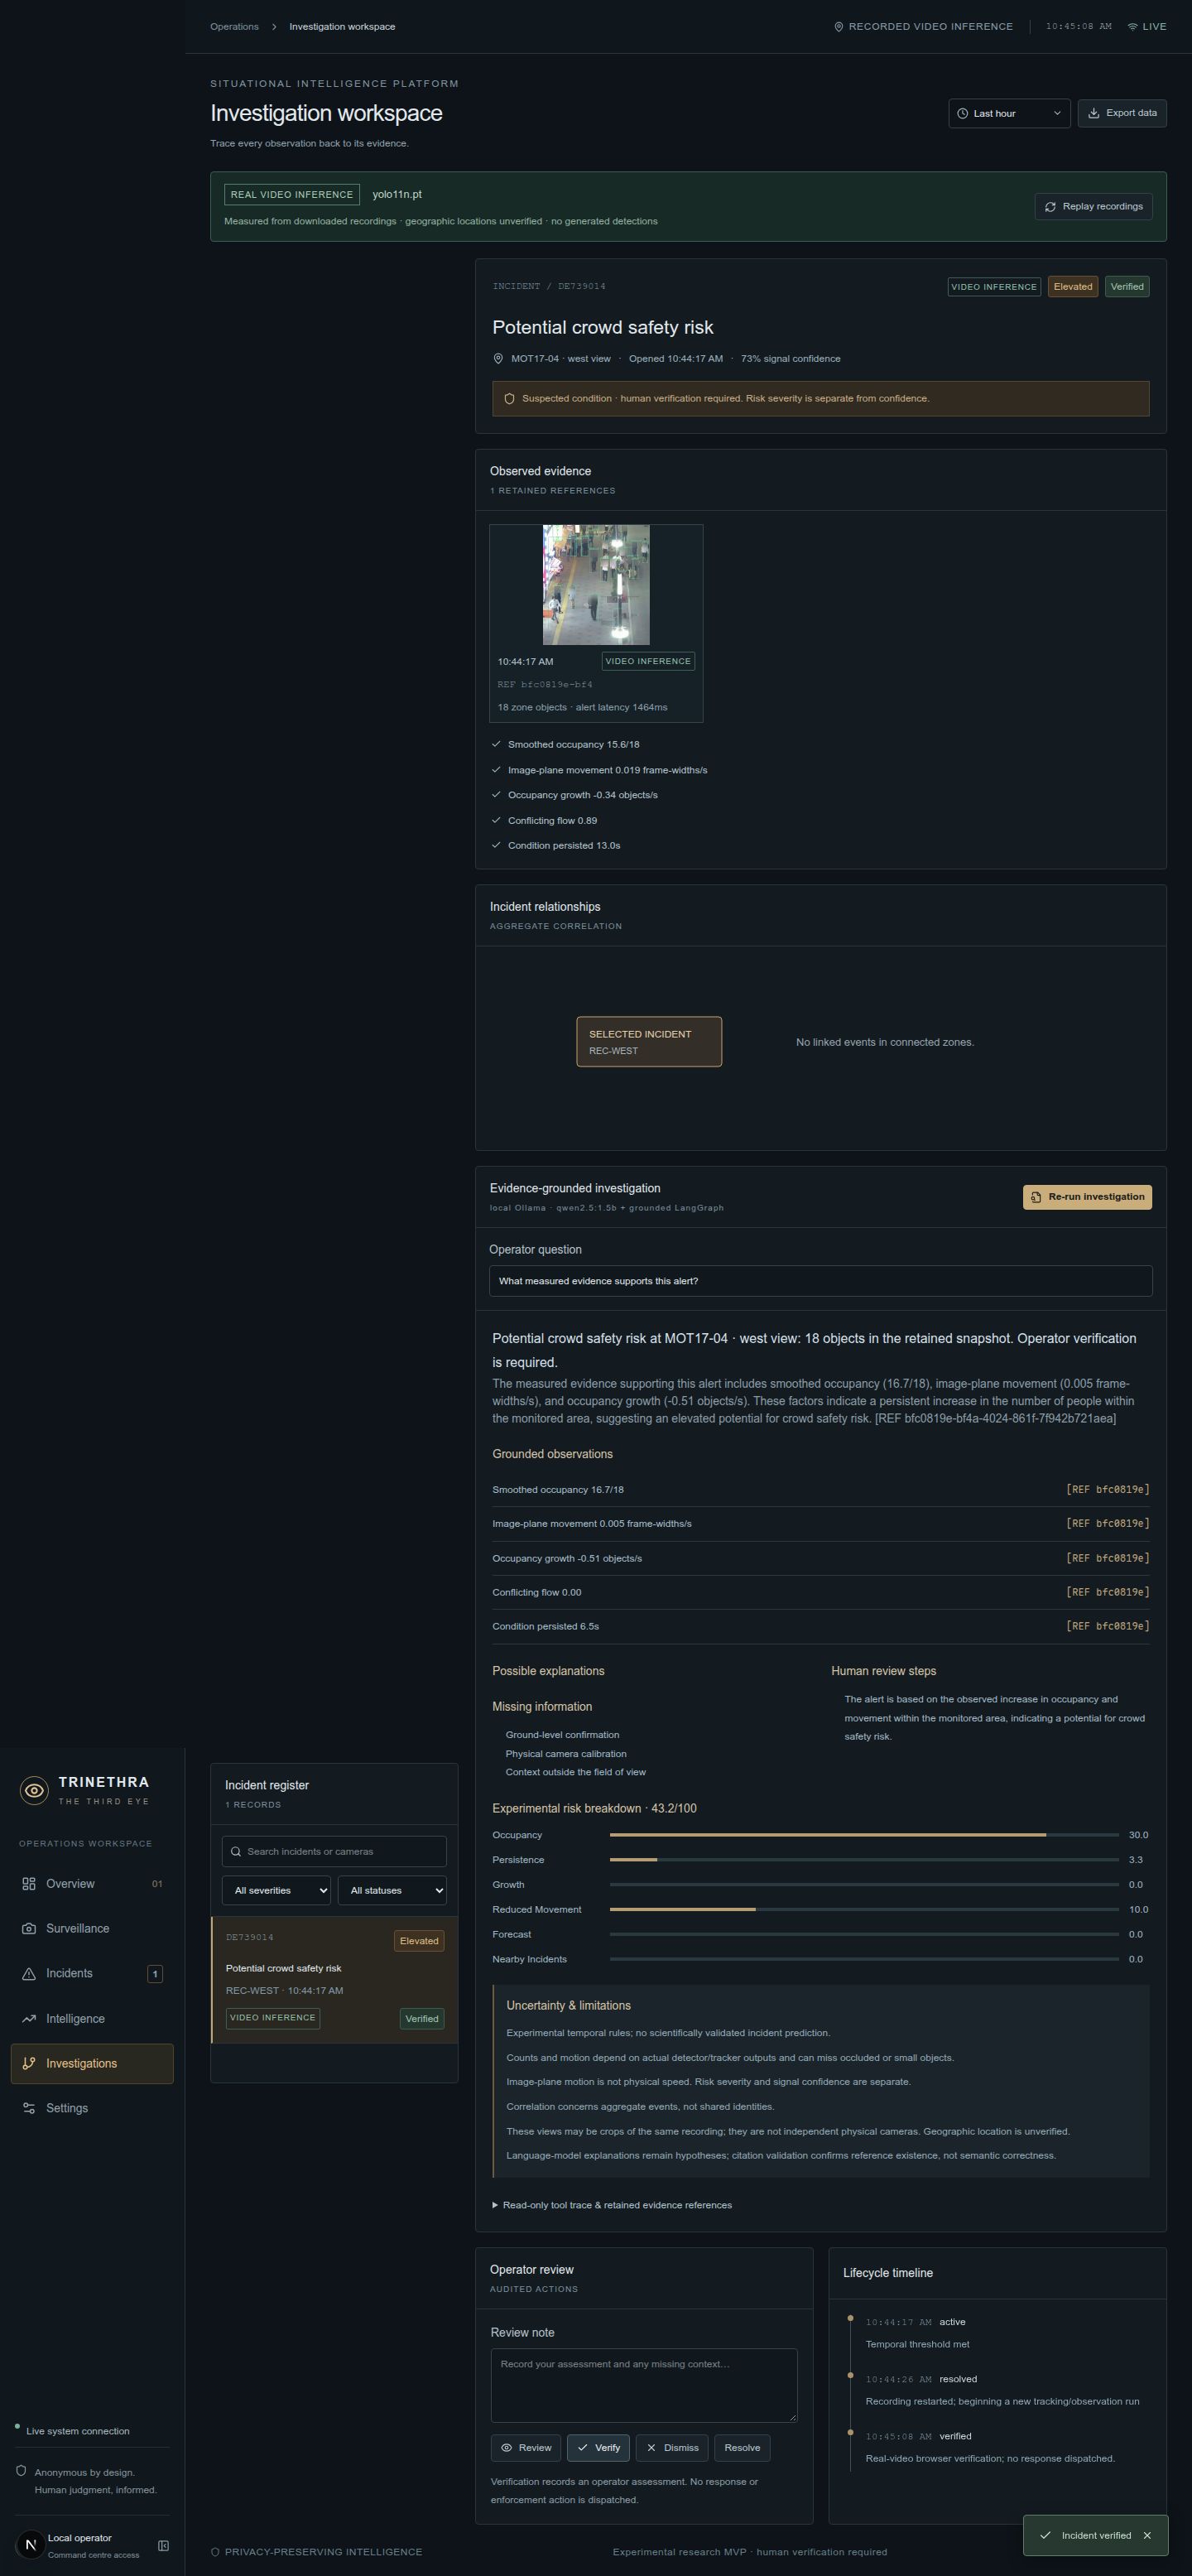 Operations
Investigation workspace
RECORDED VIDEO INFERENCE
10:45:08 AM
LIVE
SITUATIONAL INTELLIGENCE PLATFORM
Investigation workspace
Trace every observation back to its evidence.
Last hour
Export data
REAL VIDEO INFERENCE
yolo11n.pt
Measured from downloaded recordings · geographic locations unverified · no generated detections
Replay recordings
INCIDENT / DE739014
VIDEO INFERENCE
Elevated
Verified
Potential crowd safety risk
MOT17-04 · west view · Opened 10:44:17 AM · 73% signal confidence
Suspected condition · human verification required. Risk severity is separate from confidence.
Observed evidence
1 RETAINED REFERENCES
10:44:17 AM
VIDEO INFERENCE
REF bfc0819e-bf4
18 zone objects · alert latency 1464ms
Smoothed occupancy 15.6/18
Image-plane movement 0.019 frame-widths/s
Occupancy growth -0.34 objects/s
Conflicting flow 0.89
Condition persisted 13.0s
Incident relationships
AGGREGATE CORRELATION
SELECTED INCIDENT
REC-WEST
No linked events in connected zones.
Evidence-grounded investigation
local Ollama · qwen2.5:1.5b + grounded LangGraph
Re-run investigation
Operator question
What measured evidence supports this alert?
Potential crowd safety risk at MOT17-04 · west view: 18 objects in the retained snapshot. Operator verification
is required.
The measured evidence supporting this alert includes smoothed occupancy (16.7/18), image-plane movement (0.005 frame-
widths/s), and occupancy growth (-0.51 objects/s). These factors indicate a persistent increase in the number of people within
the monitored area, suggesting an elevated potential for crowd safety risk. [REF bfc0819e-bf4a-4024-861f-7f942b721aea]
Grounded observations
Smoothed occupancy 16.7/18 [REF bfc0819e]
Image-plane movement 0.005 frame-widths/s [REF bfc0819e]
Occupancy growth -0.51 objects/s [REF bfc0819e]
Conflicting flow 0.00 [REF bfc0819e]
Condition persisted 6.5s [REF bfc0819e]
Possible explanations
Missing information
Ground-level confirmation
Physical camera calibration
Context outside the field of view
Human review steps
The alert is based on the observed increase in occupancy and
movement within the monitored area, indicating a potential for crowd
safety risk.
Experimental risk breakdown · 43.2/100
Occupancy 30.0
Persistence 3.3
Growth 0.0
Reduced Movement 10.0
Forecast 0.0
Nearby Incidents 0.0
Uncertainty & limitations
Experimental temporal rules; no scientifically validated incident prediction.
Counts and motion depend on actual detector/tracker outputs and can miss occluded or small objects.
Image-plane motion is not physical speed. Risk severity and signal confidence are separate.
Correlation concerns aggregate events, not shared identities.
These views may be crops of the same recording; they are not independent physical cameras. Geographic location is unverified.
Language-model explanations remain hypotheses; citation validation confirms reference existence, not semantic correctness.
Read-only tool trace & retained evidence references
Operator review
AUDITED ACTIONS
Review note
Record your assessment and any missing context…
Review
Verify
Dismiss
Resolve
Verification records an operator assessment. No response or
enforcement action is dispatched.
Lifecycle timeline
10:44:17 AM active
Temporal threshold met
10:44:26 AM resolved
Recording restarted; beginning a new tracking/observation run
10:45:08 AM verified
Real-video browser verification; no response dispatched.
Incident verified
TRINETHRA
THE THIRD EYE
OPERATIONS WORKSPACE
Overview 01
Surveillance
Incidents 1
Intelligence
Investigations
Settings
Live system connection
Anonymous by design.
Human judgment, informed.
N
Local operator
Command centre access
Incident register
1 RECORDS
Search incidents or cameras
All severities
All statuses
DE739014
Elevated
Potential crowd safety risk
REC-WEST · 10:44:17 AM
VIDEO INFERENCE
Verified
PRIVACY-PRESERVING INTELLIGENCE
Experimental research MVP · human verification required